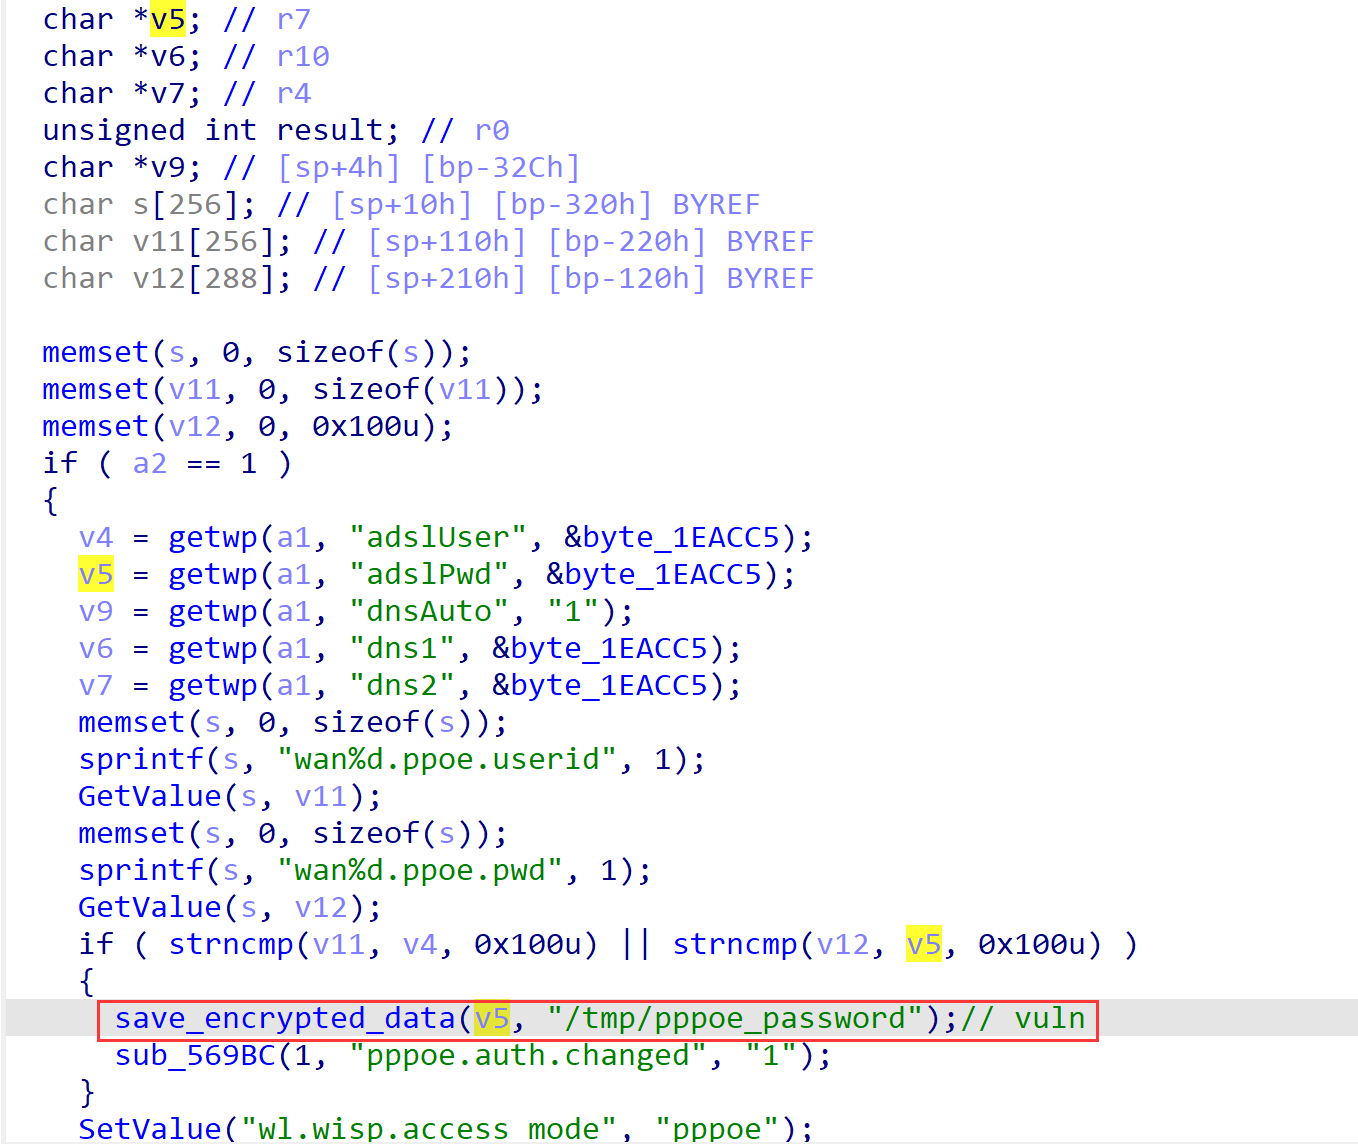 char *v5; // r7
char *v6; // r10
char *v7; // r4
unsigned int result; // r0
char *v9; // [sp+4h] [bp-32Ch]
char s[256]; // [sp+10h] [bp-320h] BYREF
char v11[256]; // [sp+110h] [bp-220h] BYREF
char v12[288]; // [sp+210h] [bp-120h] BYREF
memset(s, 0, sizeof(s));
memset(v11, 0, sizeof(v11));
memset(v12, 0, 0x100u);
if ( a2 == 1 )
{
v4 = getwp(a1, "adslUser", &byte_1EACC5);
v5 = getwp(a1, "adslPwd", &byte_1EACC5);
v9 = getwp(a1, "dnsAuto", "1");
v6 = getwp(a1, "dns1", &byte_1EACC5);
v7 = getwp(a1, "dns2", &byte_1EACC5);
memset(s, 0, sizeof(s));
sprintf(s, "wan%d.ppoe.userid", 1);
GetValue(s, v11);
memset(s, 0, sizeof(s));
sprintf(s, "wan%d.ppoe.pwd", 1);
GetValue(s, v12);
if ( strncmp(v11, v4, 0x100u) || strncmp(v12, v5, 0x100u) )
{
save_encrypted_data(v5, "/tmp/pppoe_password");// vuln
sub_569BC(1, "pppoe.auth.changed", "1");
}
SetValue("wl.wisp.access_mode", "pppoe");